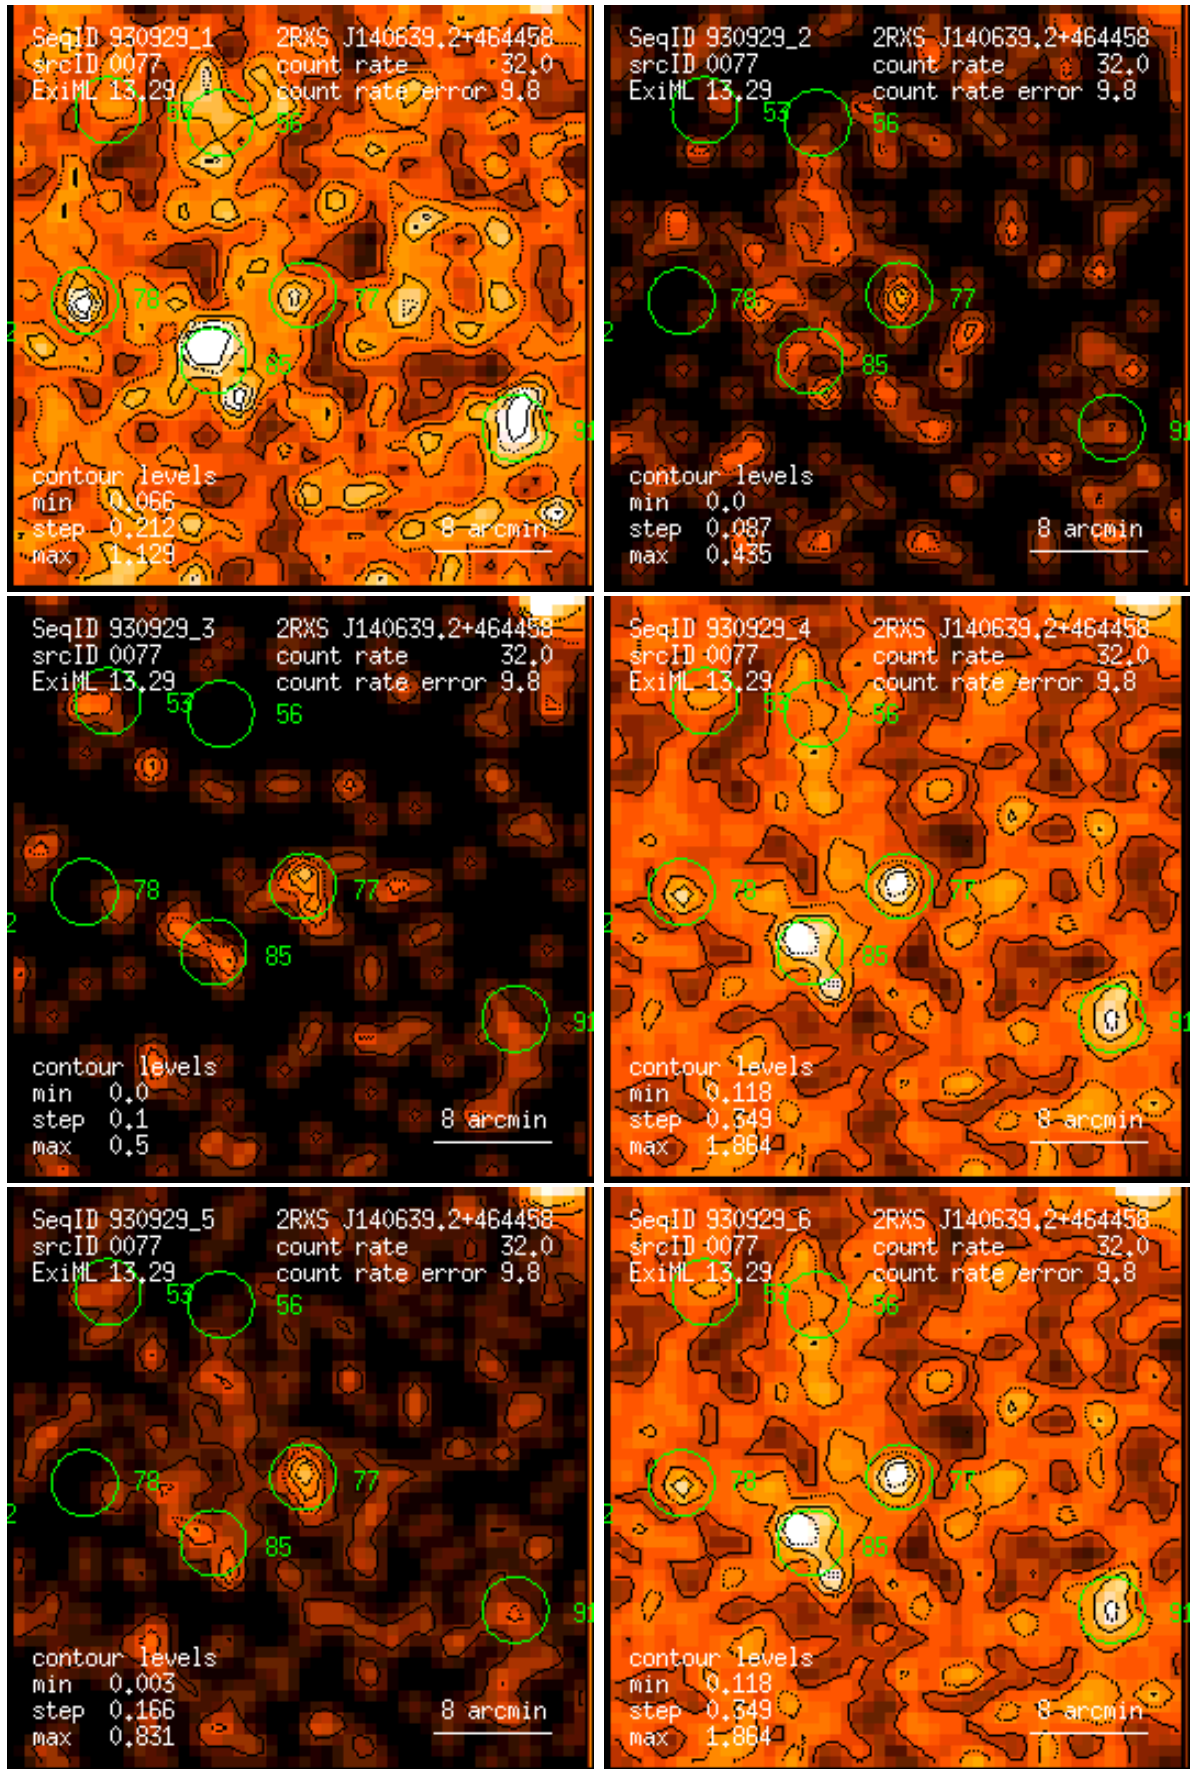 SeqID 930929_1 2RXS J140639.2+464458
srcID 0077 count rate 32.0
ExiML 13.29 count rate error 9.8
53
56
78
77
2
85
91
contour levels
min 0.066
step 0.212
max 1.129
8 arcmin
SeqID 930929_2 2RXS J140639.2+464458
srcID 0077 count rate 32.0
ExiML 13.29 count rate error 9.8
53
56
78
77
2
85
91
contour levels
min 0.0
step 0.087
max 0.435
8 arcmin
SeqID 930929_3 2RXS J140639.2+464458
srcID 0077 count rate 32.0
ExiML 13.29 count rate error 9.8
53
56
78
77
2
85
91
contour levels
min 0.0
step 0.1
max 0.5
8 arcmin
SeqID 930929_4 2RXS J140639.2+464458
srcID 0077 count rate 32.0
ExiML 13.29 count rate error 9.8
53
56
78
77
2
85
91
contour levels
min 0.118
step 0.349
max 1.864
8 arcmin
SeqID 930929_5 2RXS J140639.2+464458
srcID 0077 count rate 32.0
ExiML 13.29 count rate error 9.8
53
56
78
77
2
85
91
contour levels
min 0.003
step 0.166
max 0.831
8 arcmin
SeqID 930929_6 2RXS J140639.2+464458
srcID 0077 count rate 32.0
ExiML 13.29 count rate error 9.8
53
56
78
77
2
85
91
contour levels
min 0.118
step 0.349
max 1.864
8 arcmin